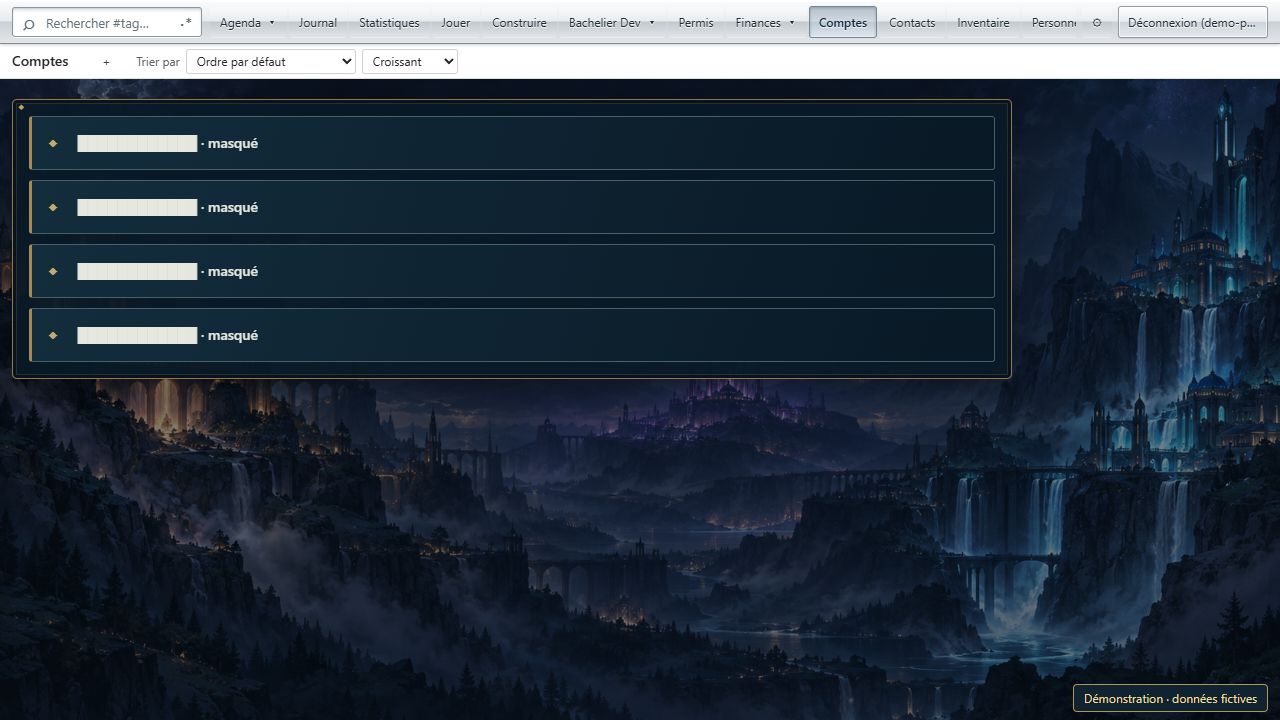 Rechercher #tag... .*
Agenda ▾ Journal Statistiques Jouer Construire Bachelier Dev ▾ Permis Finances ▾ Comptes Contacts Inventaire Déconnexion (demo-p...
Comptes + Trier par Ordre par défaut Croissant
████████████ · masqué
████████████ · masqué
████████████ · masqué
████████████ · masqué
Démonstration · données fictives